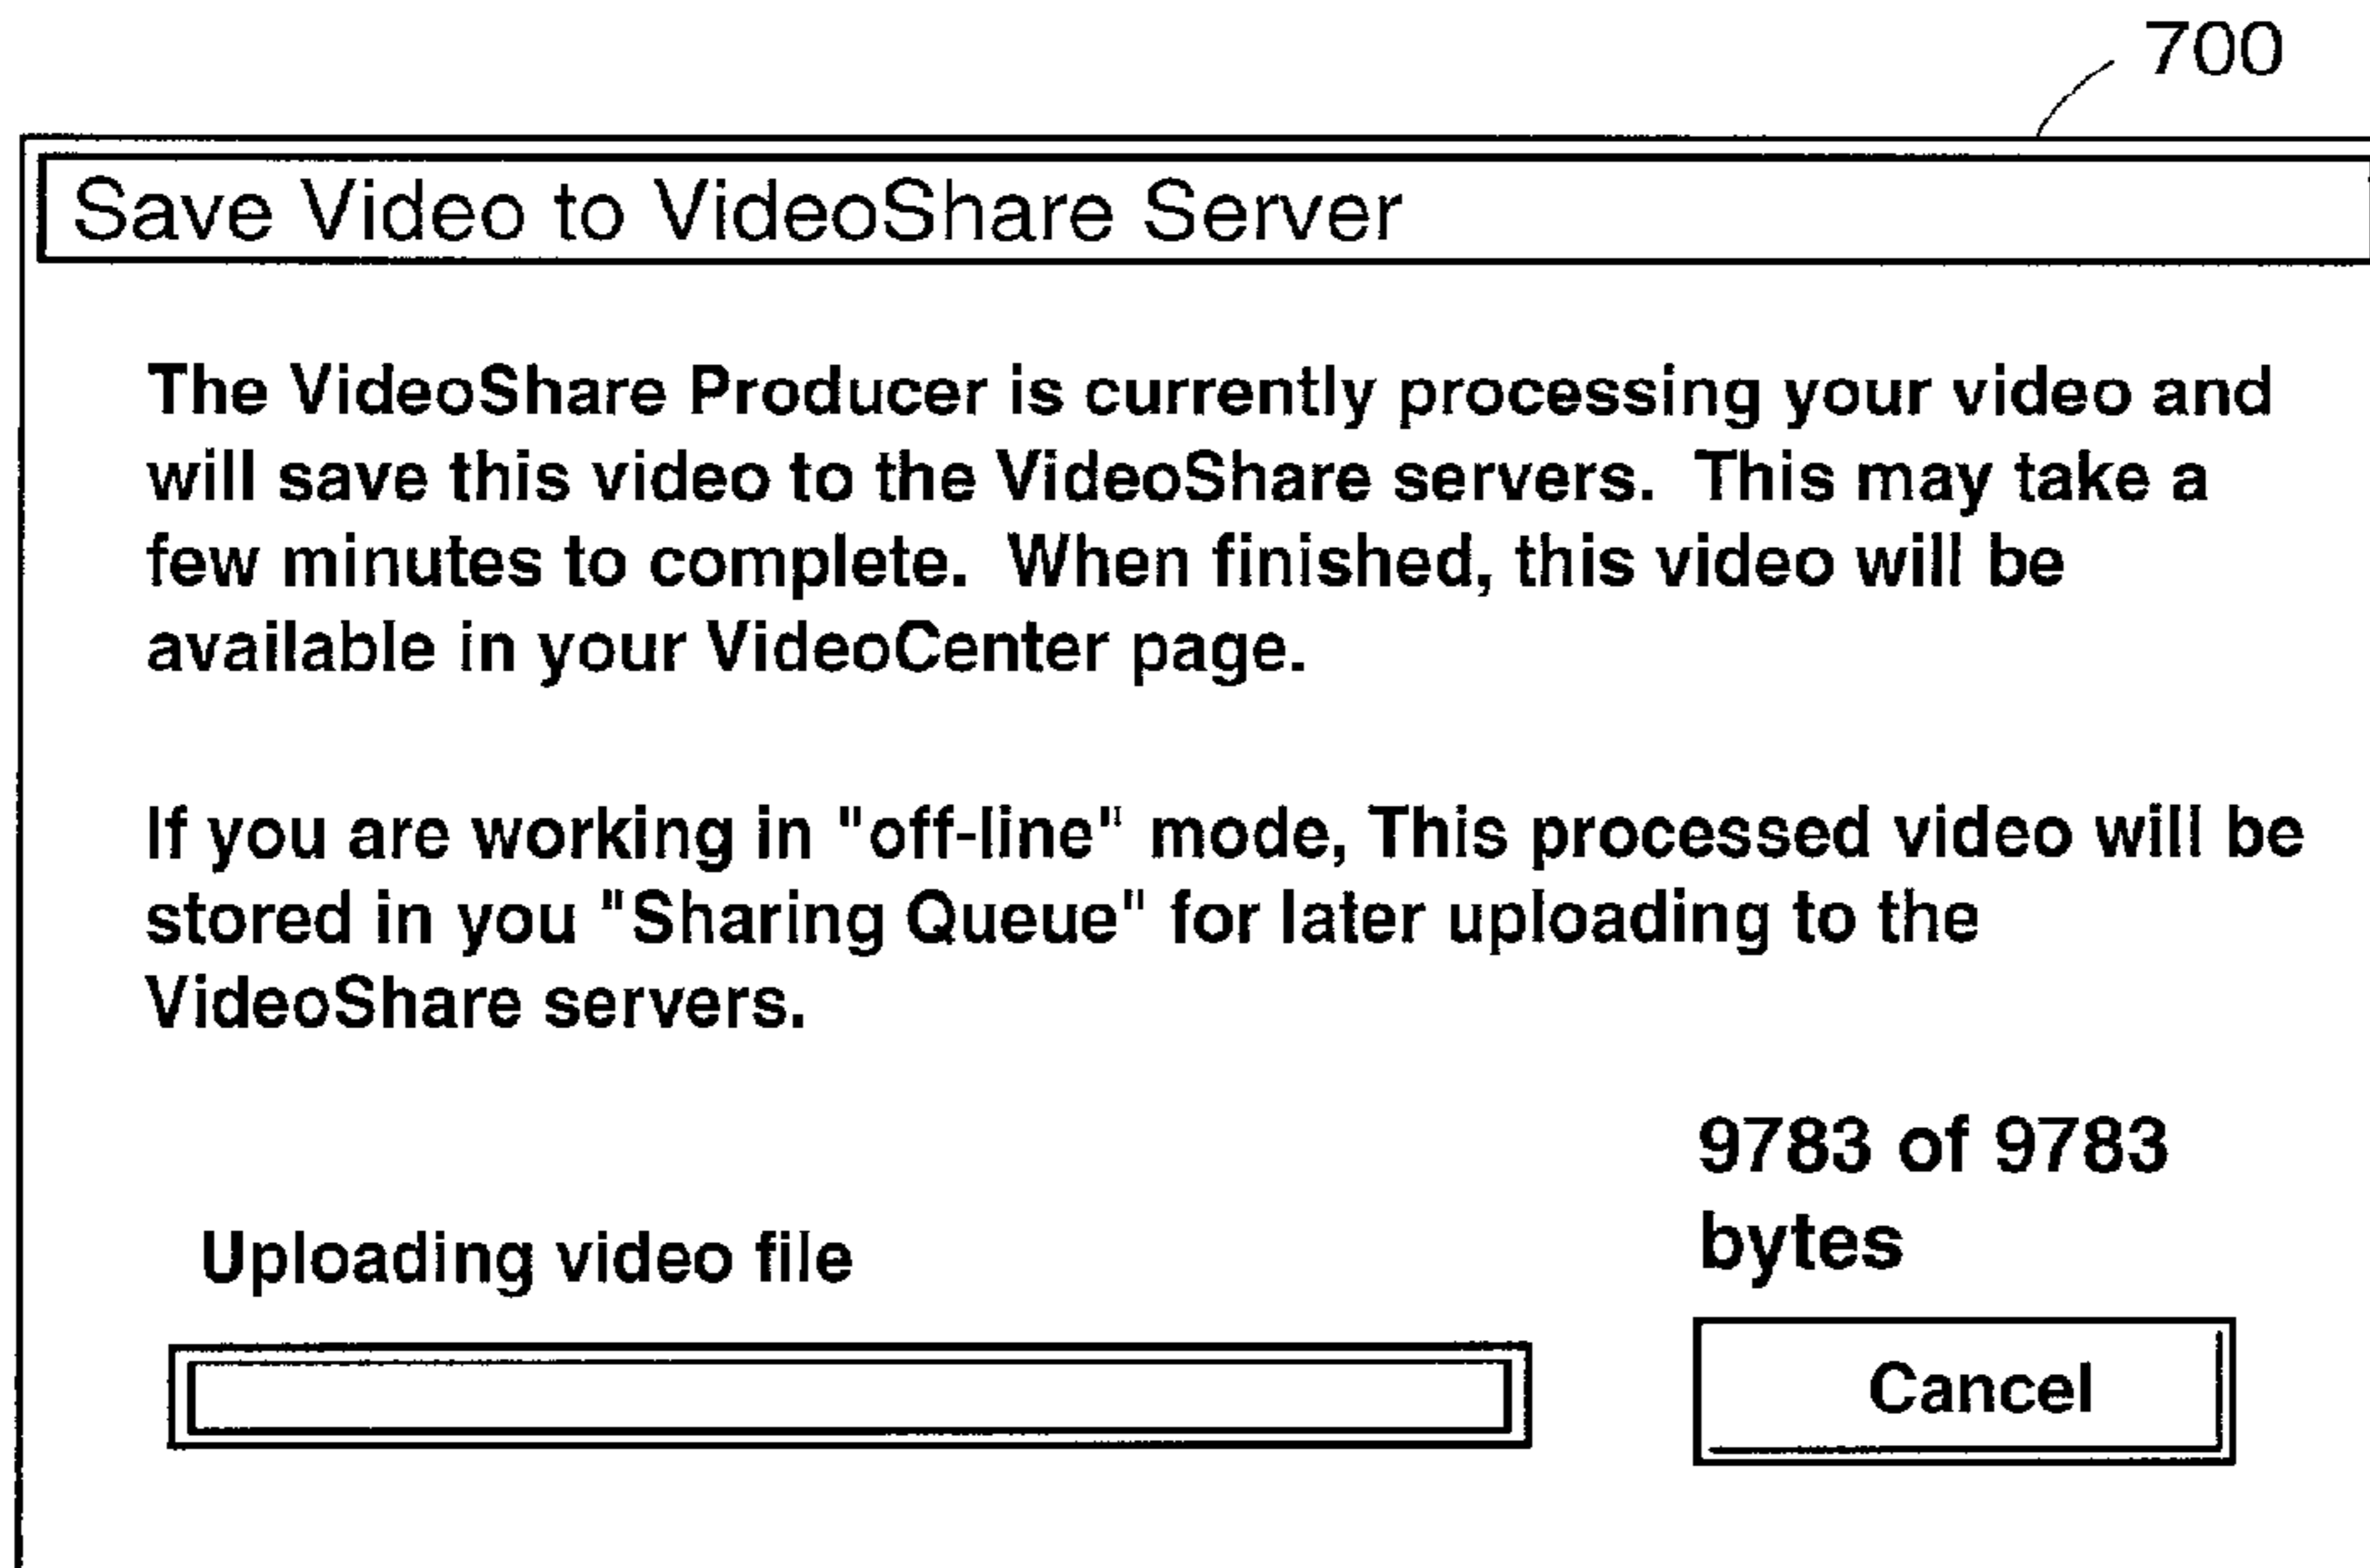 700
Save Video to VideoShare Server
The VideoShare Producer is currently processing your video and
will save this video to the VideoShare servers.  This may take a
few minutes to complete.  When finished, this video will be
available in your VideoCenter page.
If you are working in "off-line" mode, This processed video will be
stored in you "Sharing Queue" for later uploading to the
VideoShare servers.
9783 of 9783
bytes
Uploading video file
Cancel